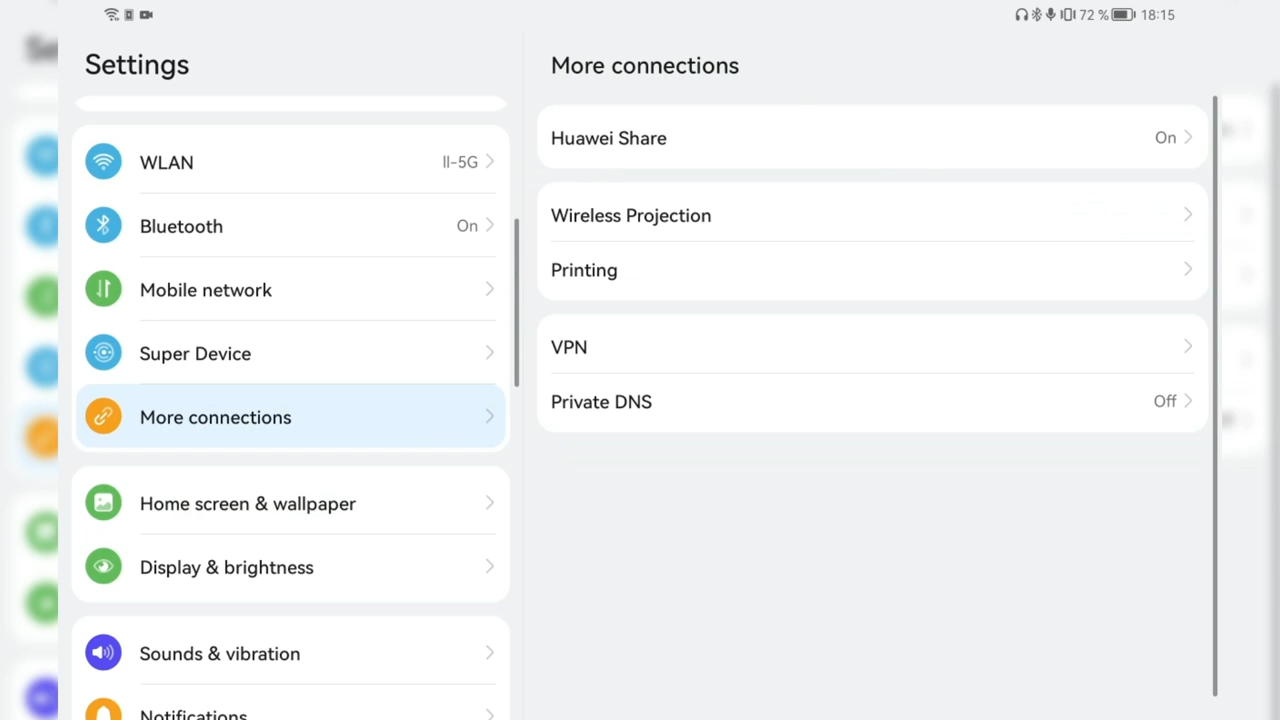 72 % 18:15
Settings
WLAN ll-5G
Bluetooth On
Mobile network
Super Device
More connections
Home screen & wallpaper
Display & brightness
Sounds & vibration
Notifications
More connections
Huawei Share On
Wireless Projection
Printing
VPN
Private DNS Off